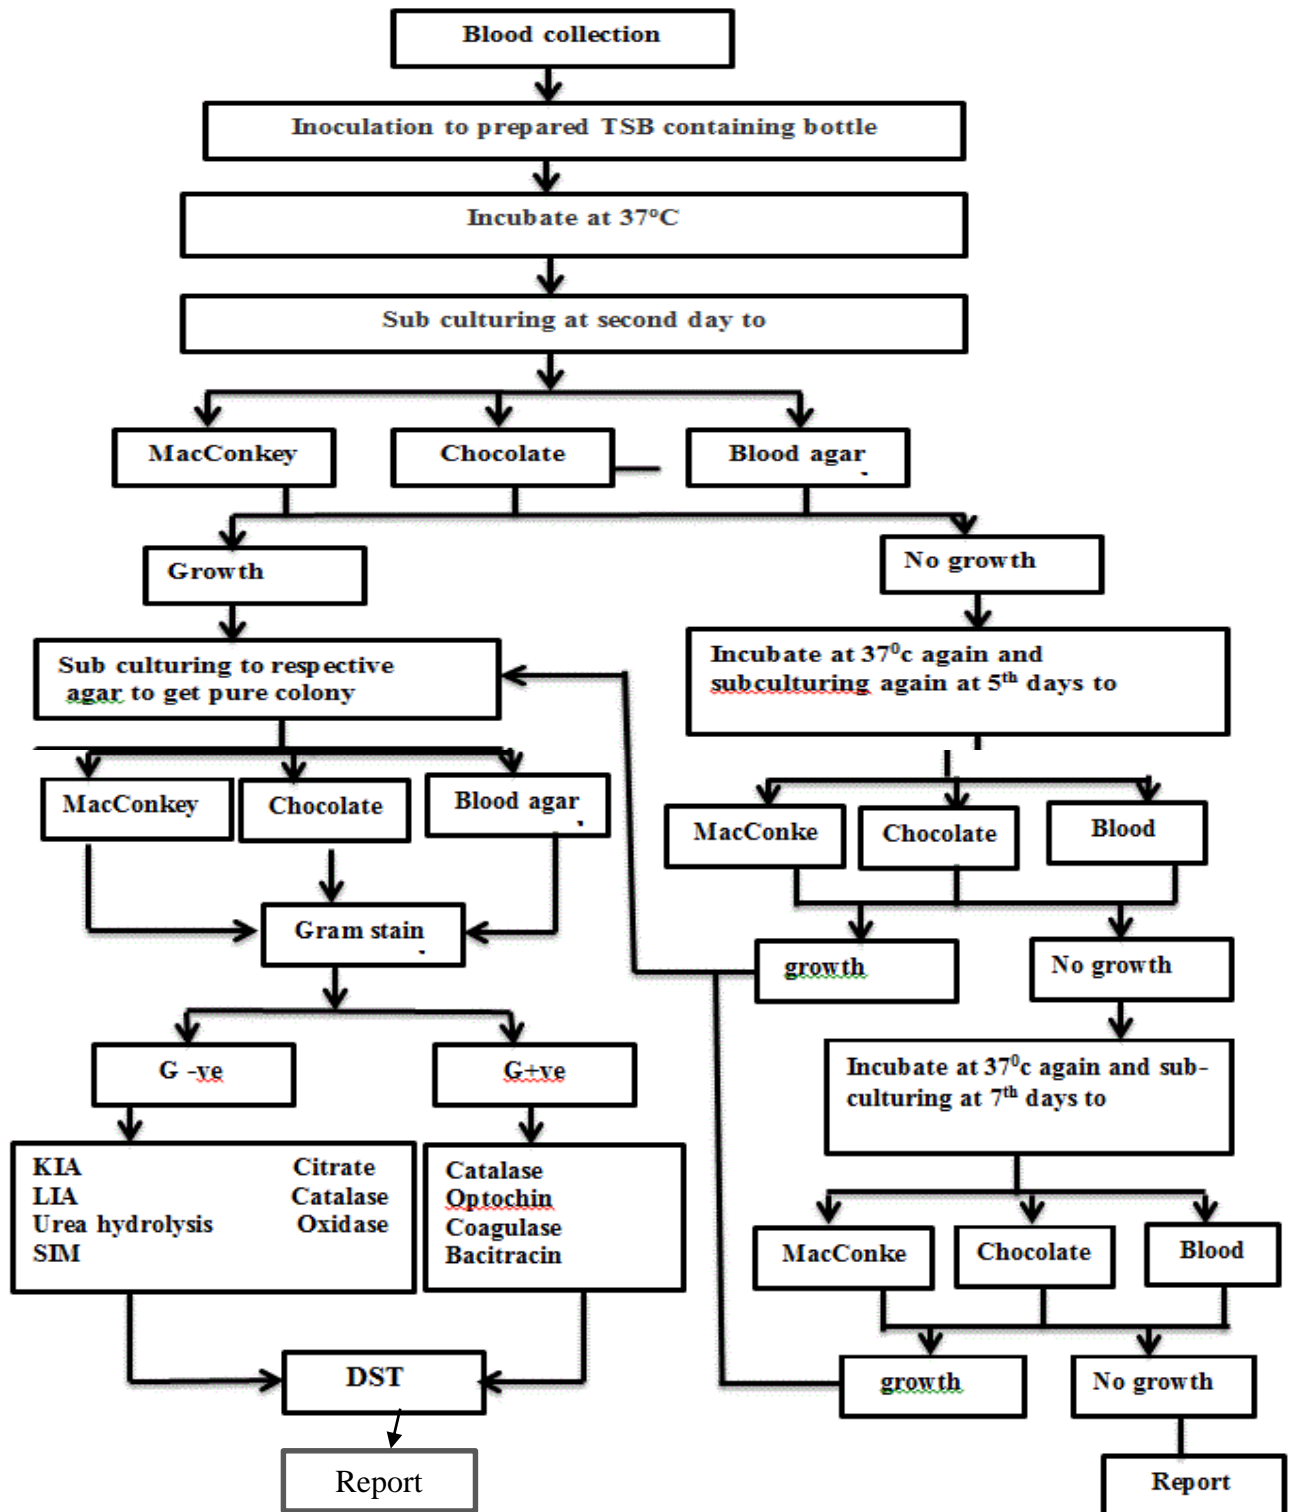 Blood collection
Inoculation to prepared TSB containing bottle
Incubate at 37°C
Sub culturing at second day to
MacConkey
Chocolate
Blood agar
Growth
No growth
Sub culturing to respective
agar to get pure colony
Incubate at 37⁰c again and
subculturing again at 5th days to
MacConkey
Chocolate
Blood agar
MacConke
Chocolate
Blood
Gram stain
growth
No growth
G -ve
G+ve
Incubate at 37⁰c again and sub-
culturing at 7th days to
KIA Citrate
LIA Catalase
Urea hydrolysis Oxidase
SIM
Catalase
Optochin
Coagulase
Bacitracin
MacConke
Chocolate
Blood
DST
growth
No growth
Report
Report